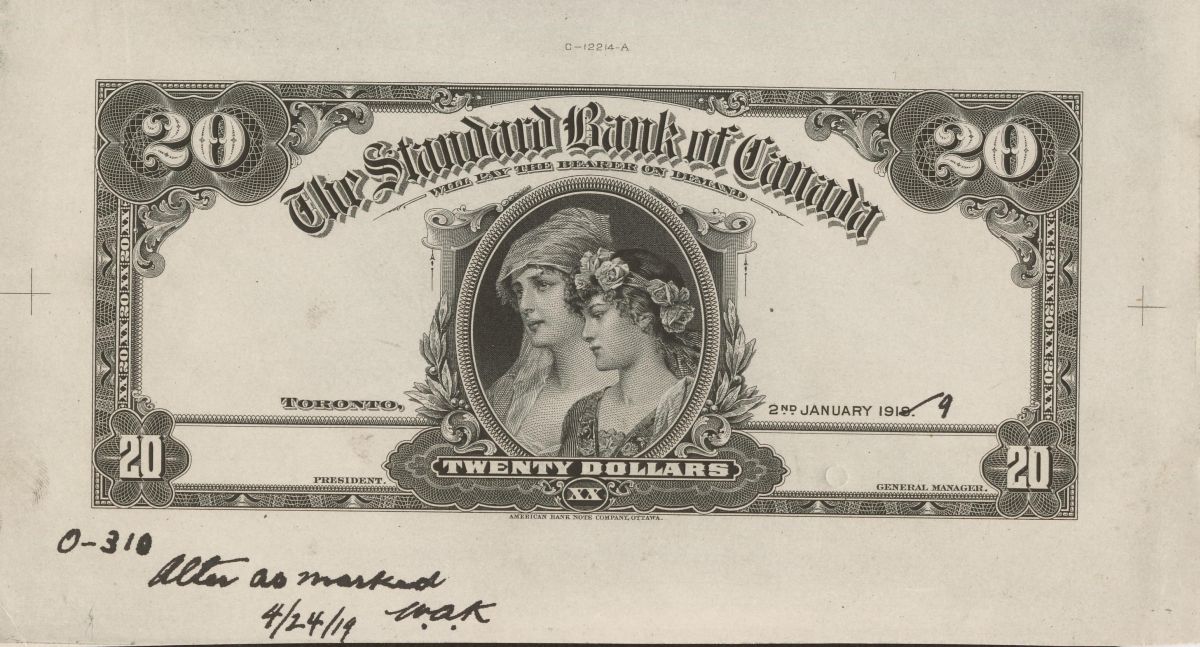 C-12214-A
20 20
The Standard Bank of Canada
WILL PAY THE BEARER ON DEMAND
XX20XX20XX20XX XX20XX20XX20XX
TORONTO, 2ND JANUARY 1918. 9
20 TWENTY DOLLARS 20
PRESIDENT. XX GENERAL MANAGER.
AMERICAN BANK NOTE COMPANY, OTTAWA.
O-310
Alter as marked
4/24/19 W.A.K